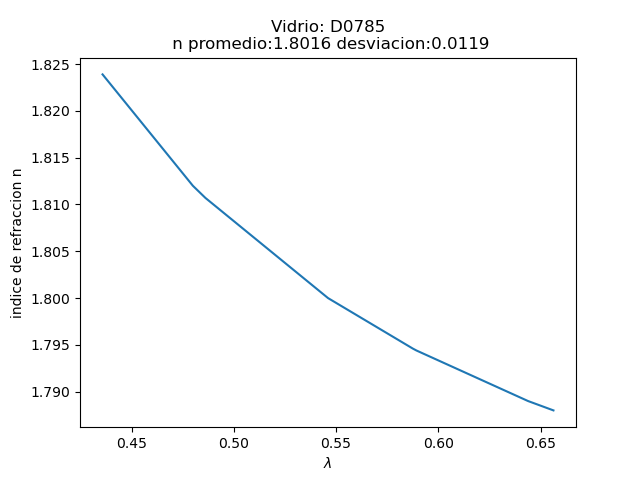 Vidrio: D0785
n promedio:1.8016 desviacion:0.0119
indice de refraccion n
1.825
1.820
1.815
1.810
1.805
1.800
1.795
1.790
0.45 0.50 0.55 0.60 0.65
λ